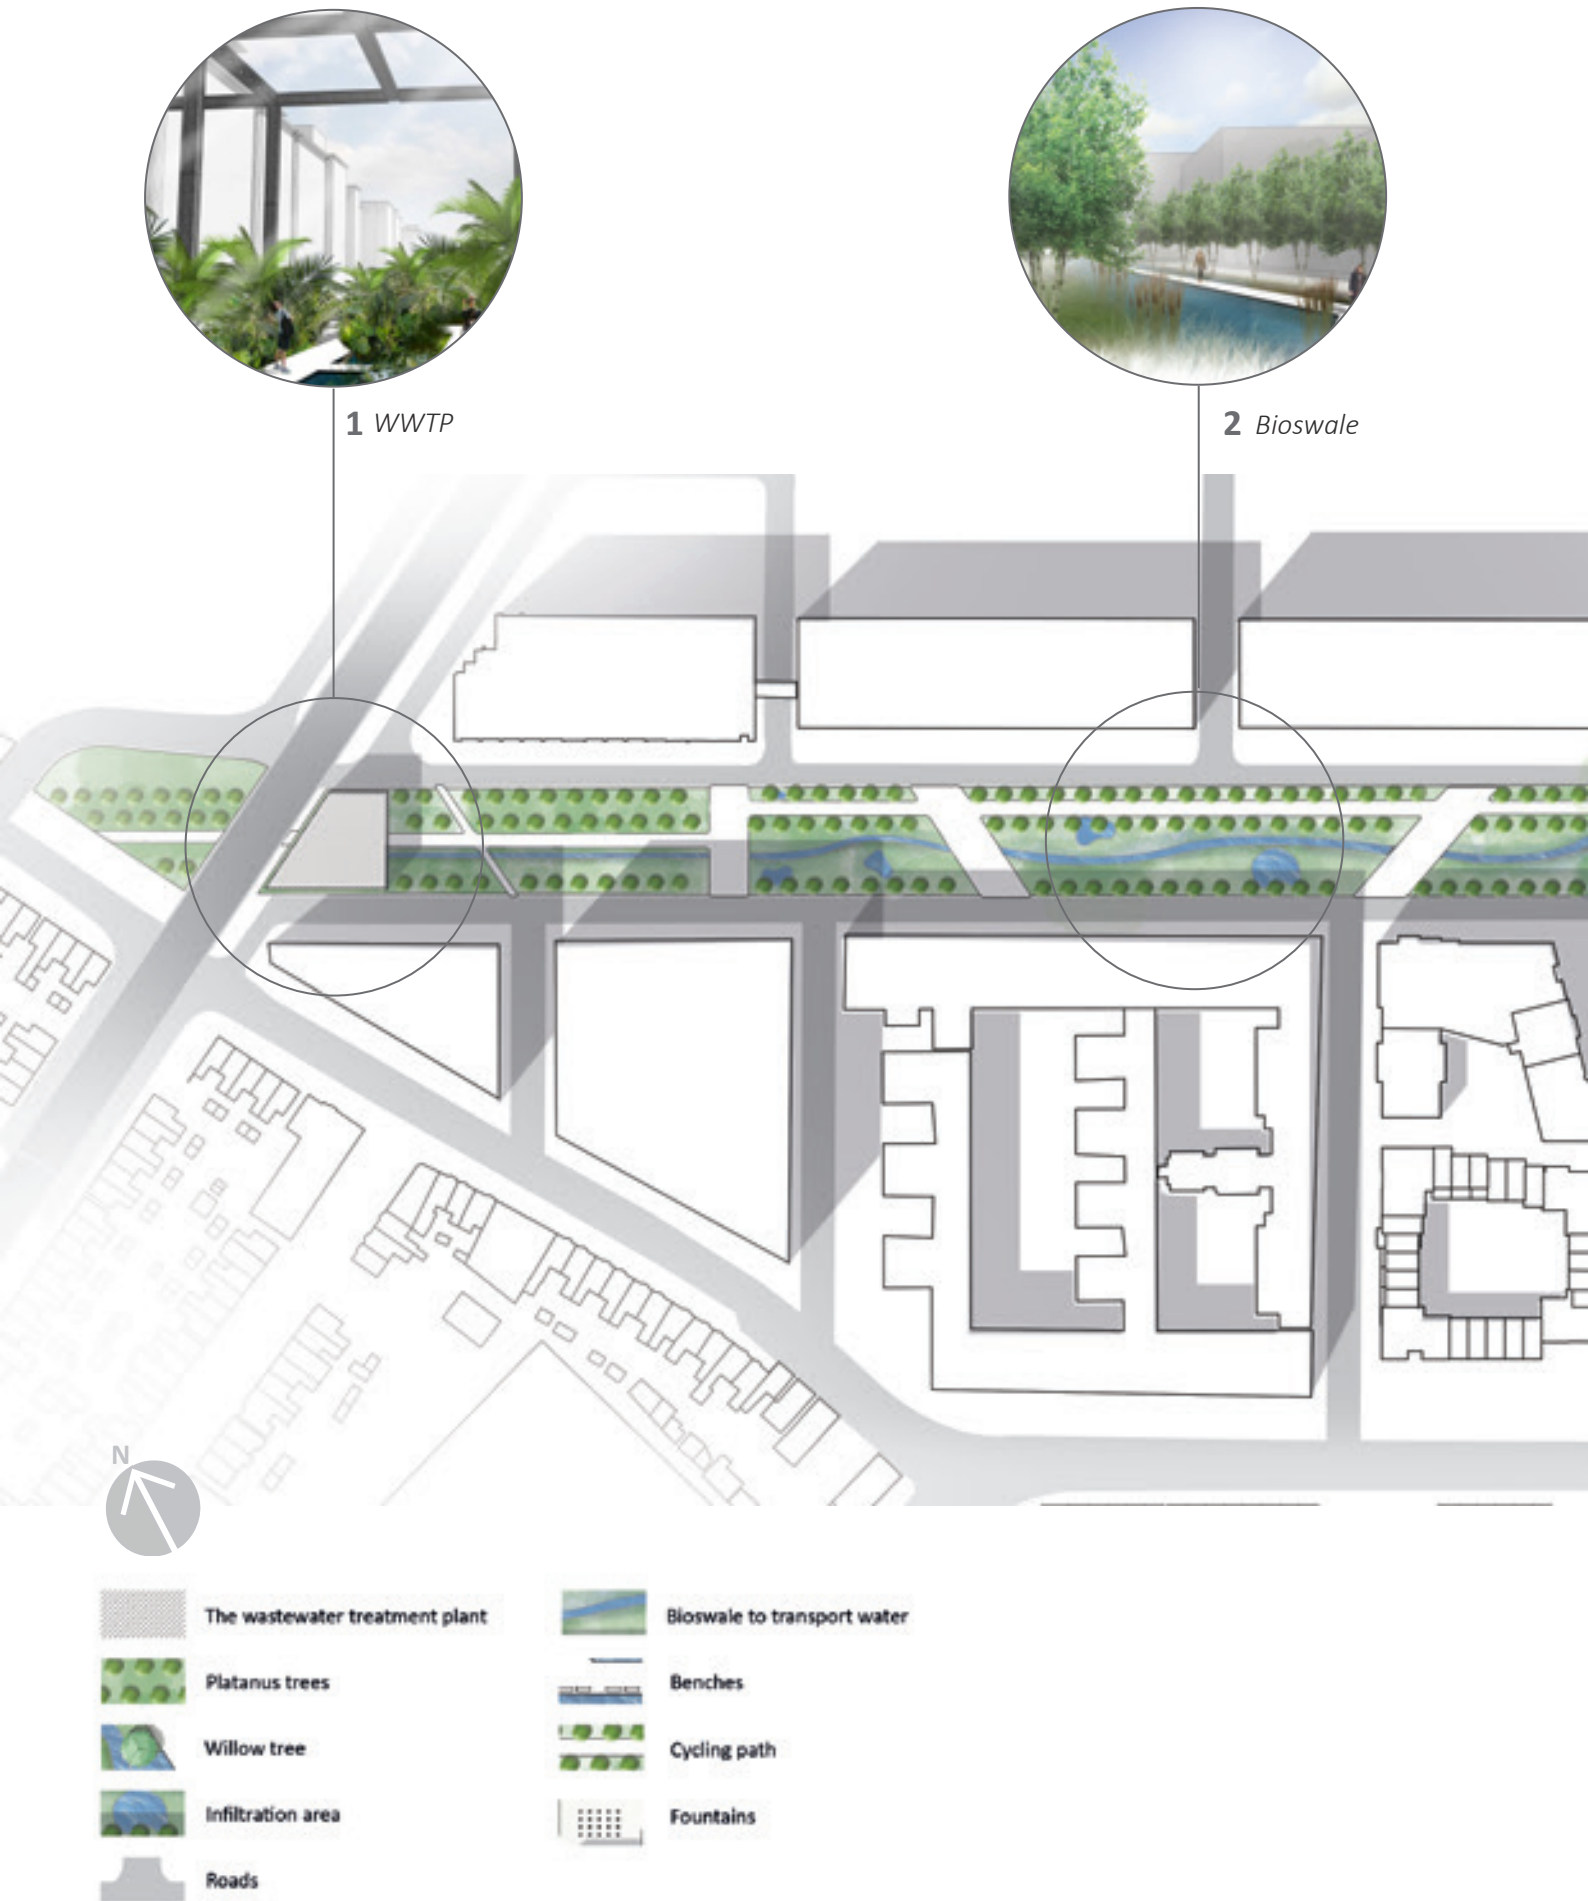 1 WWTP
2 Bioswale
N
The wastewater treatment plant
Platanus trees
Willow tree
Infiltration area
Roads
Bioswale to transport water
Benches
Cycling path
Fountains